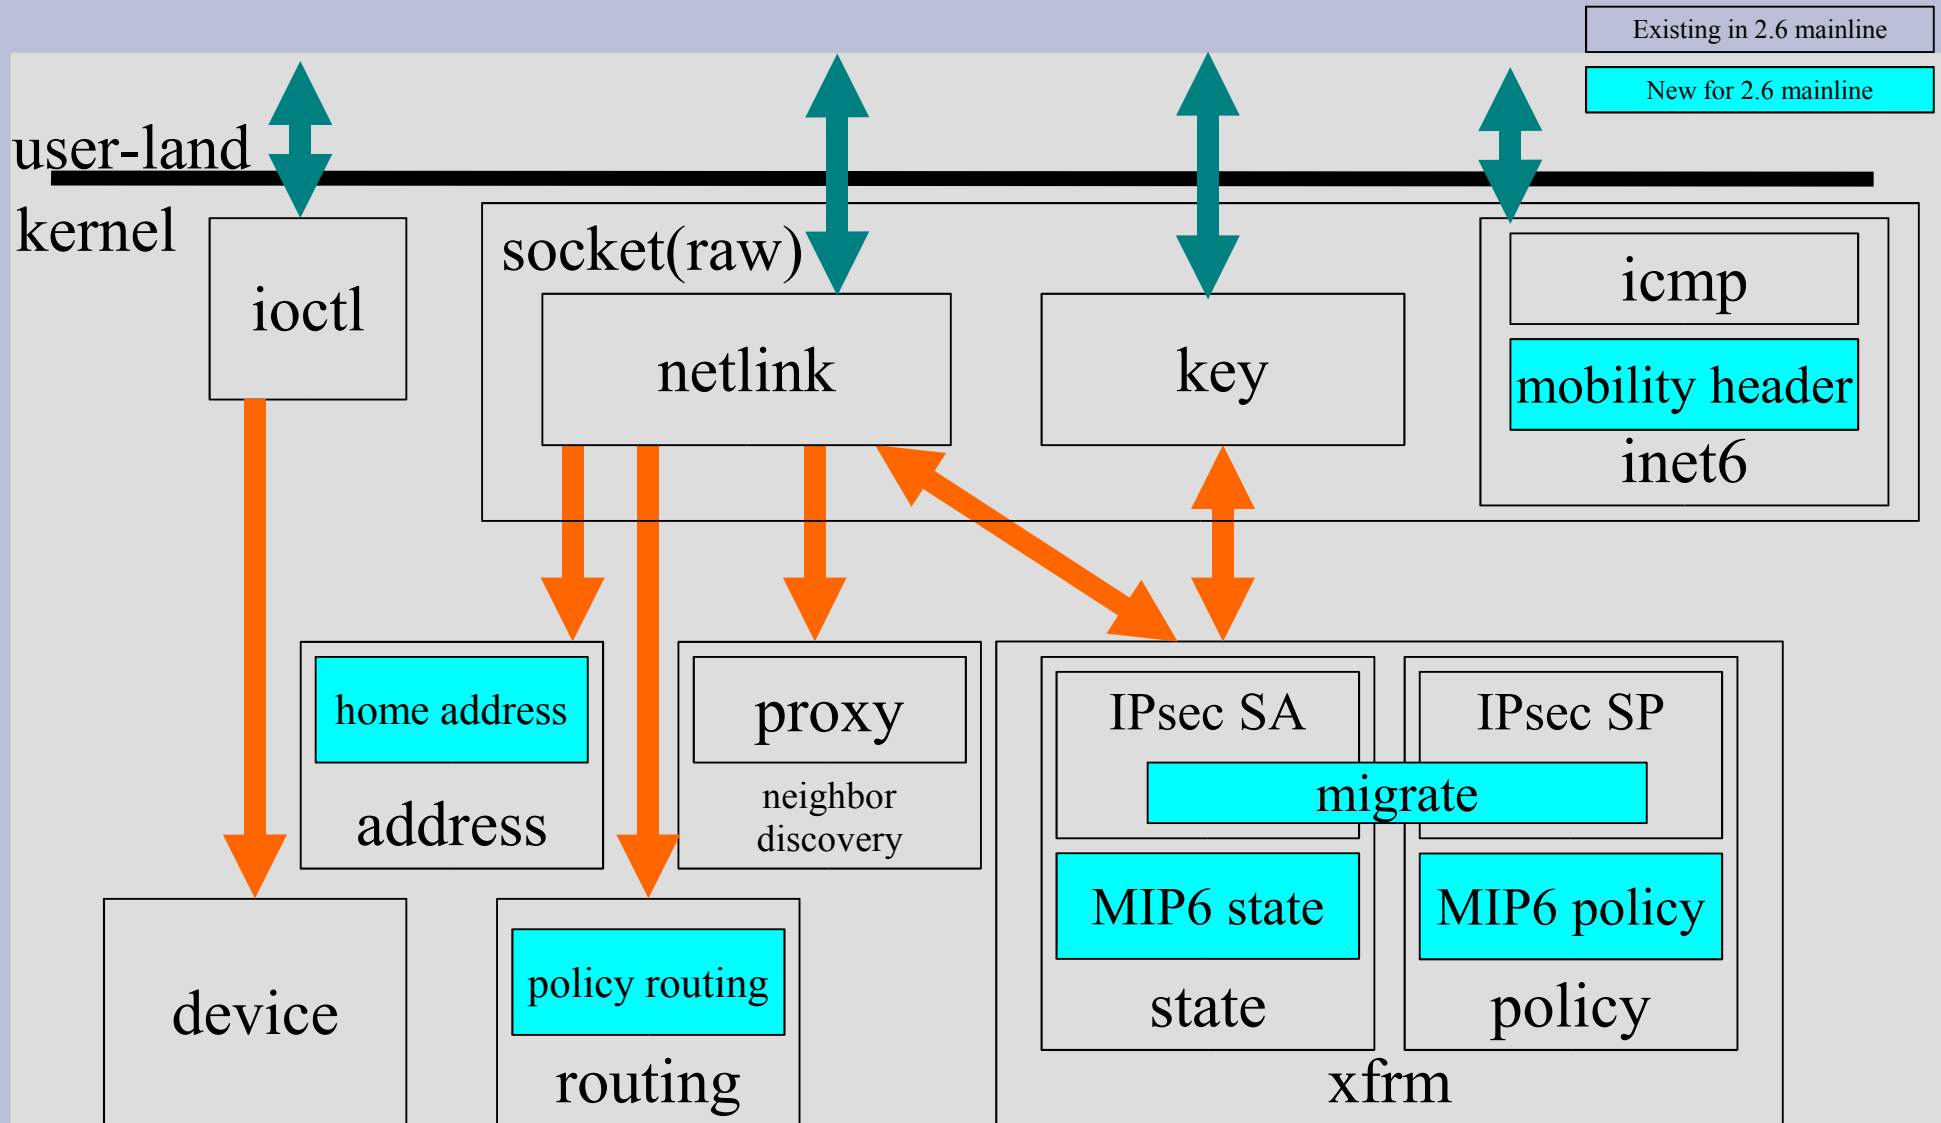 Existing in 2.6 mainline
New for 2.6 mainline
user-land
kernel
socket(raw)
ioctl
netlink
key
icmp
mobility header
inet6
home address
address
proxy
neighbor
discovery
IPsec SA
IPsec SP
migrate
MIP6 state
MIP6 policy
state
policy
xfrm
device
policy routing
routing